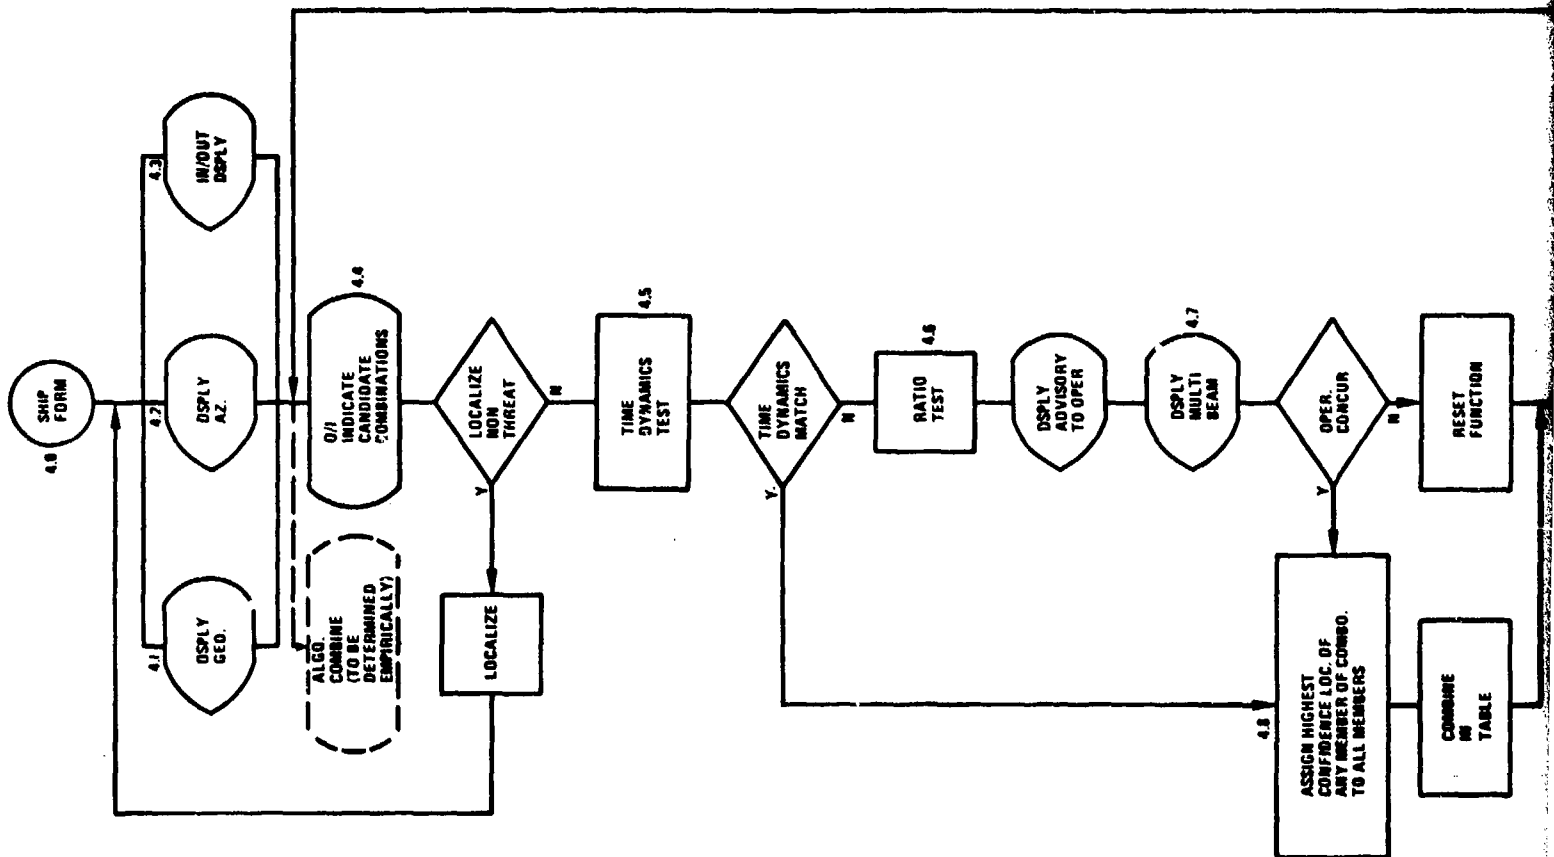 SHIP
FORM
4.0
4.1
DSPLY
GEO.
4.2
DSPLY
AZ.
4.3
IN/OUT
DSPLY
ALGO.
COMBINE
(TO BE
DETERMINED
EMPIRICALLY)
O/I
INDICATE
CANDIDATE
COMBINATIONS
4.4
LOCALIZE
NON
THREAT
Y
N
LOCALIZE
TIME
DYNAMICS
TEST
4.5
TIME
DYNAMICS
MATCH
Y
N
RATIO
TEST
4.6
DSPLY
ADVISORY
TO OPER
DSPLY
MULTI
BEAM
4.7
OPER.
CONCUR
Y
N
4.8
ASSIGN HIGHEST
CONFIDENCE LOC. OF
ANY MEMBER OF COMBO.
TO ALL MEMBERS
RESET
FUNCTION
COMBINE
IN
TABLE